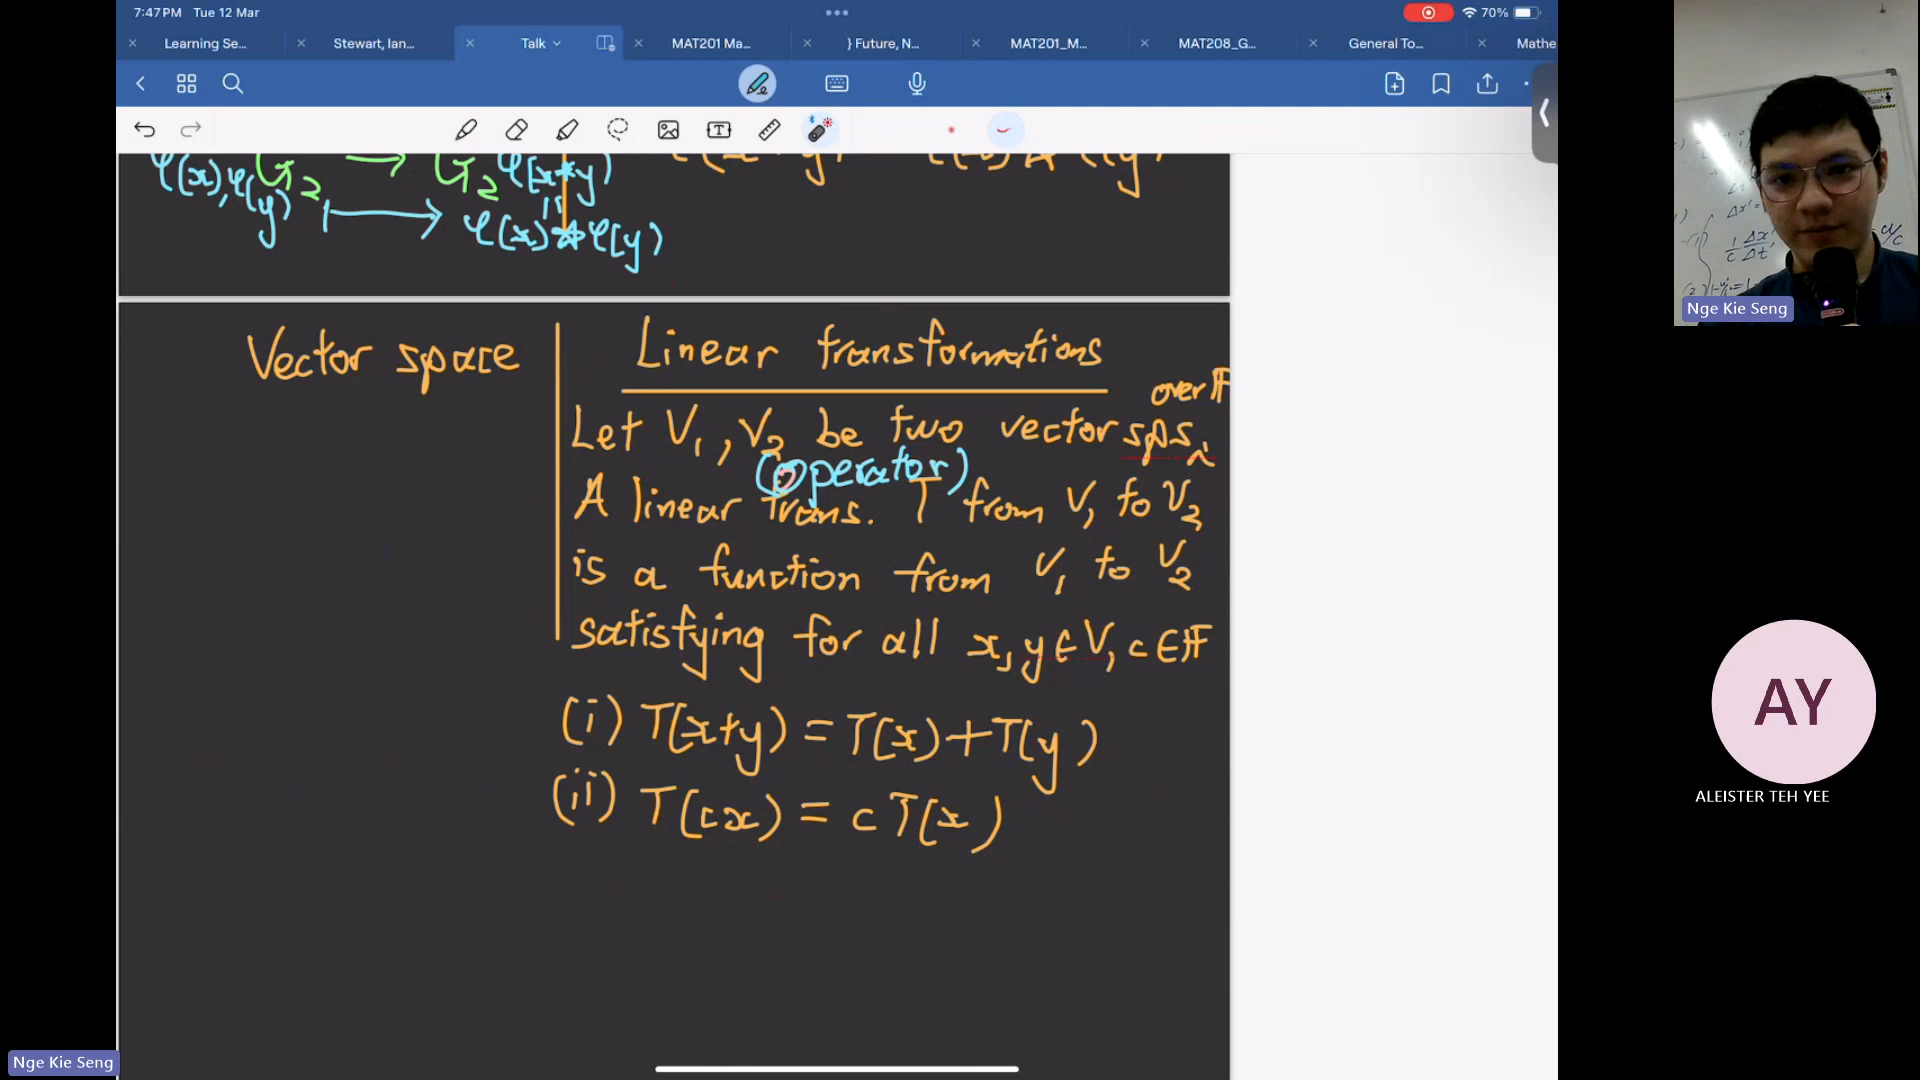 7:47 PM Tue 12 Mar
70%
Learning Se...
Stewart, Ian...
Talk
MAT201 Ma...
} Future, N...
MAT201_M...
MAT208_G...
General To...
Mathe
φ(x), φ(y) G₂ → G₂ φ(x*y)
φ(x)☆φ(y)
Vector space
Linear transformations
over 𝔽
Let V₁, V₂ be two vector sps
(operator)
A linear trans. T from V₁ to V₂
is a function from V₁ to V₂
satisfying for all x, y ∈ V₁ c ∈ 𝔽
(i) T(x+y) = T(x)+T(y)
(ii) T(cx) = cT(x)
Nge Kie Seng
AY
ALEISTER TEH YEE
Nge Kie Seng